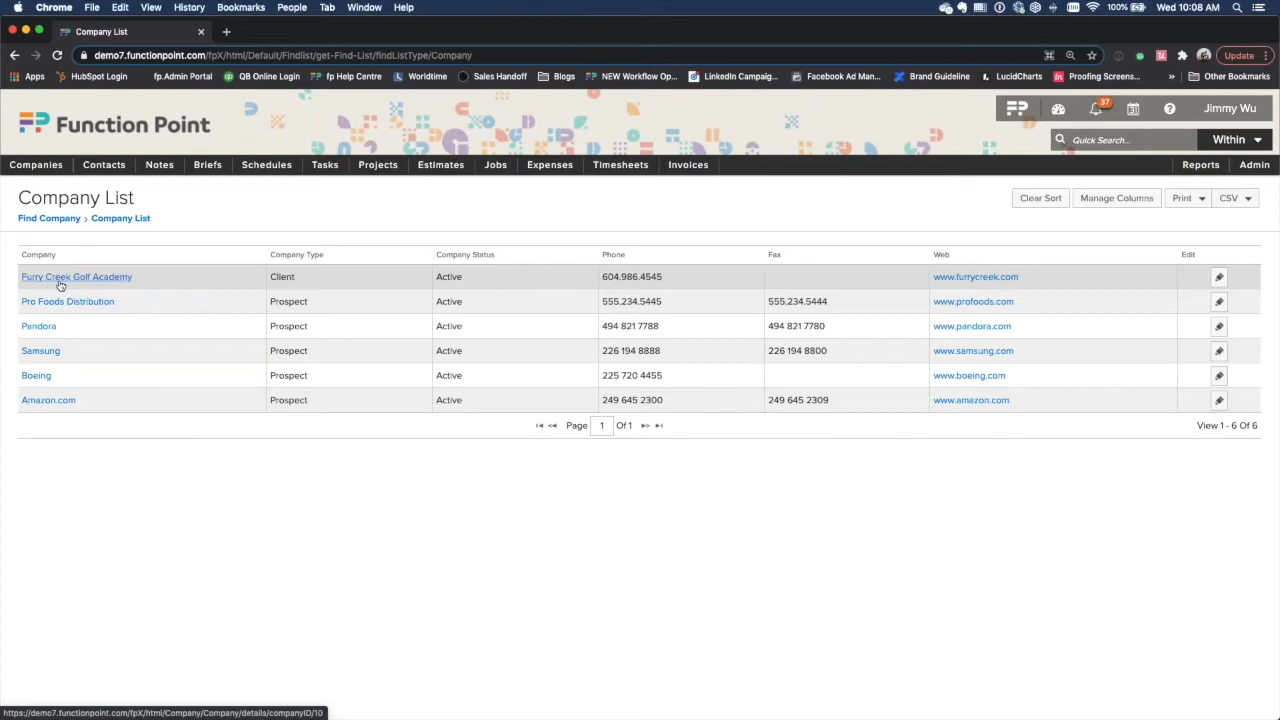 Chrome File Edit View History Bookmarks People Tab Window Help 100% Wed 10:08 AM
Company List
demo7.functionpoint.com/fpX/html/Default/Findlist/get-Find-List/findListType/Company Update
Apps HubSpot Login fp.Admin Portal QB Online Login fp Help Centre Worldtime Sales Handoff Blogs NEW Workflow Op... LinkedIn Campaig... Facebook Ad Man... Brand Guideline LucidCharts Proofing Screens... » Other Bookmarks
Function Point
37 Jimmy Wu
Quick Search... Within
Companies Contacts Notes Briefs Schedules Tasks Projects Estimates Jobs Expenses Timesheets Invoices Reports Admin
Company List
Clear Sort Manage Columns Print CSV
Find Company › Company List
Company Company Type Company Status Phone Fax Web Edit
Furry Creek Golf Academy Client Active 604.986.4545 www.furrycreek.com
Pro Foods Distribution Prospect Active 555.234.5445 555.234.5444 www.profoods.com
Pandora Prospect Active 494 821 7788 494 821 7780 www.pandora.com
Samsung Prospect Active 226 194 8888 226 194 8800 www.samsung.com
Boeing Prospect Active 225 720 4455 www.boeing.com
Amazon.com Prospect Active 249 645 2300 249 645 2309 www.amazon.com
Page 1 Of 1 View 1 - 6 Of 6
https://demo7.functionpoint.com/fpX/html/Company/Company/details/companyID/10